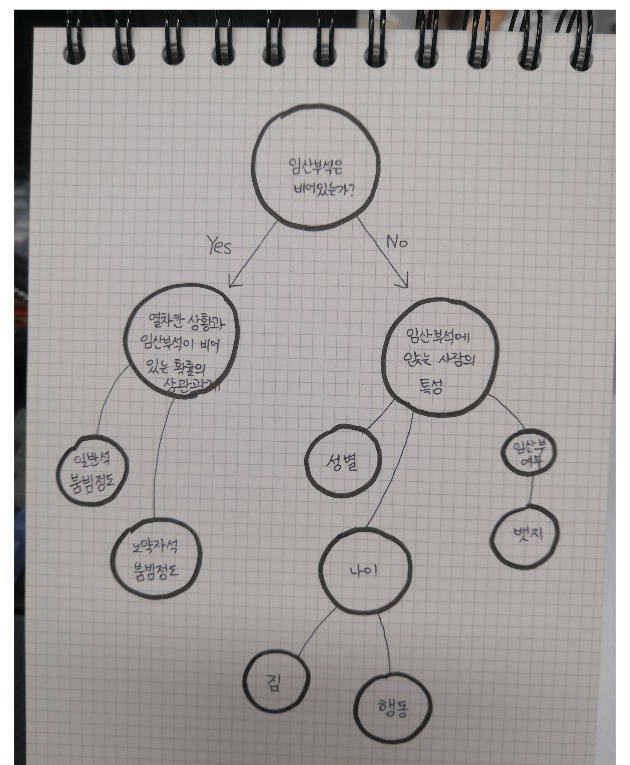 임산부석은
비어있는가?
Yes
No
열차칸 상황과
임산부석이 비어
있는 확률의
상관관계
임산부석에
앉는 사람의
특성
일반석
붐빔정도
노약자석
붐빔정도
성별
임산부
여부
뱃지
나이
짐
행동